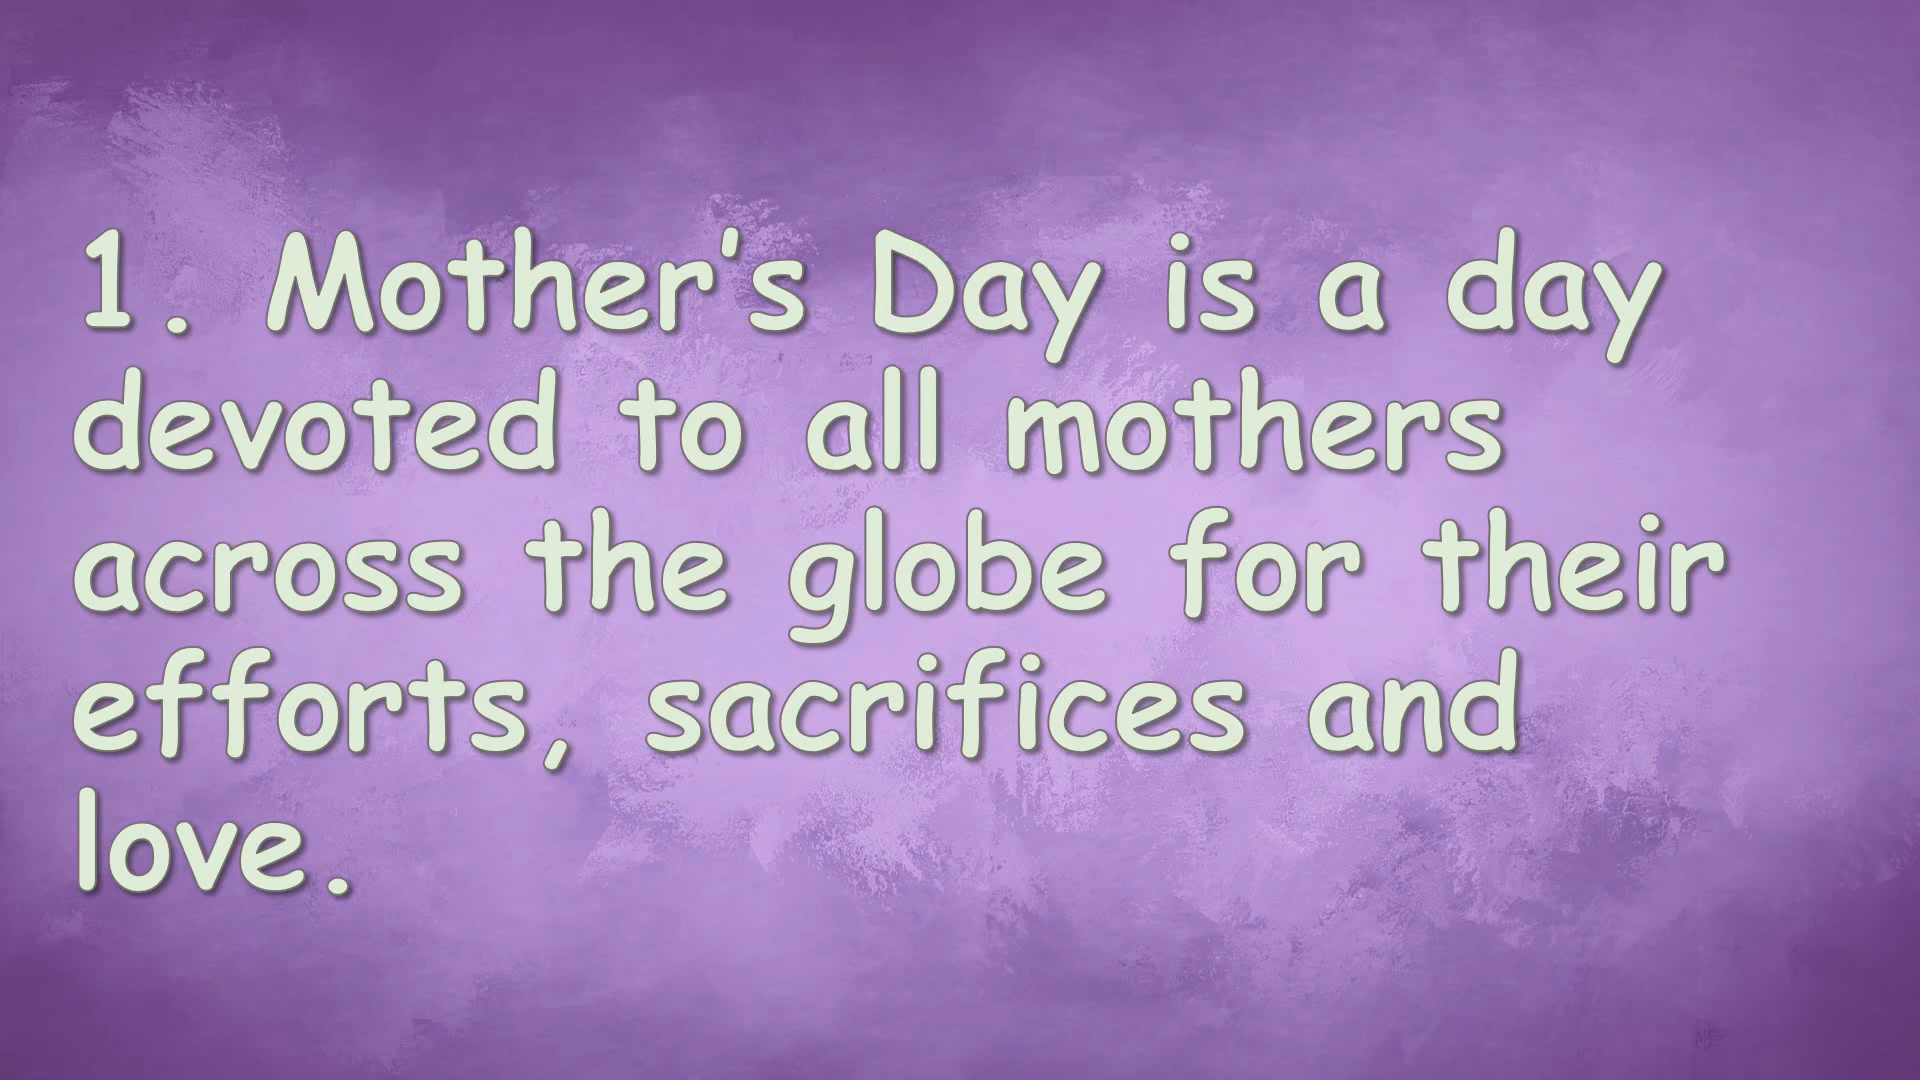 1. Mother's Day is a day
devoted to all mothers
across the globe for their
efforts, sacrifices and
love.